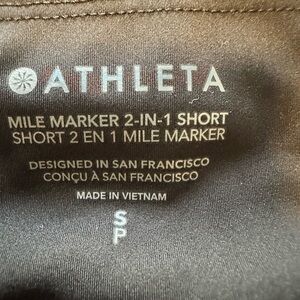 ATHLETA
MILE MARKER 2-IN-1 SHORT
SHORT 2 EN 1 MILE MARKER
DESIGNED IN SAN FRANCISCO
CONÇU À SAN FRANCISCO
MADE IN VIETNAM
S
P